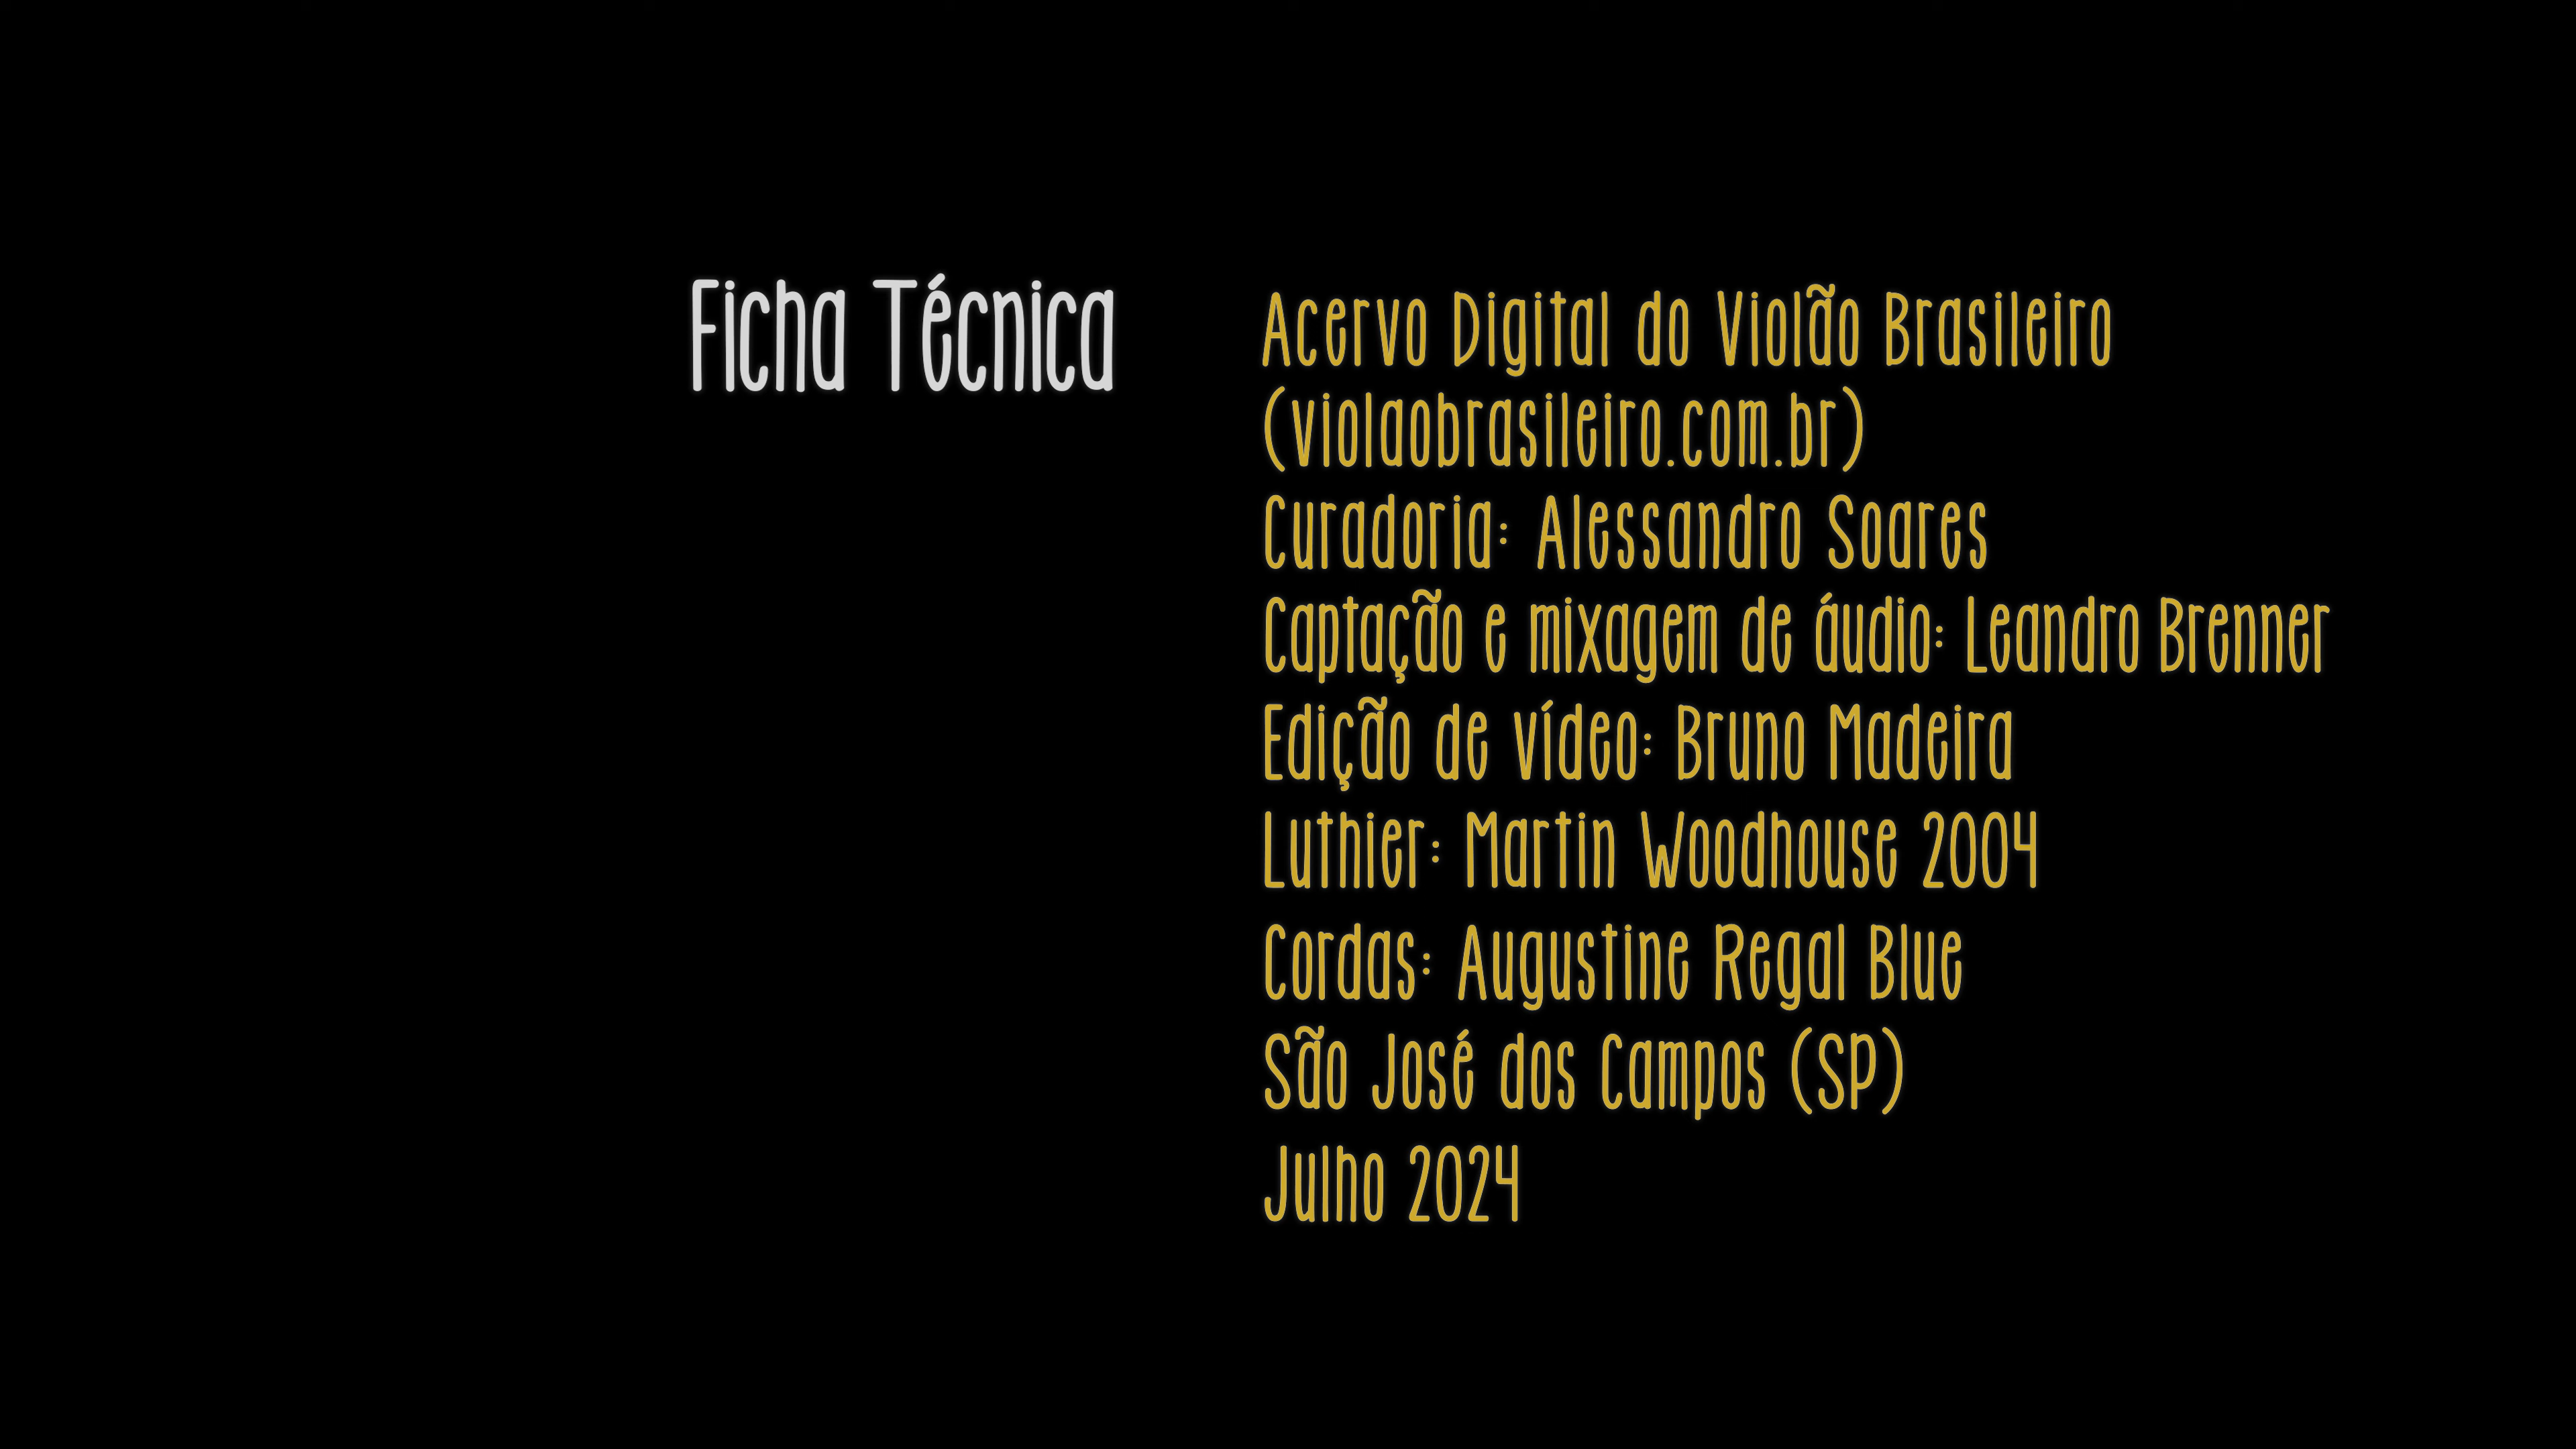 Ficha Técnica
Acervo Digital do Violão Brasileiro
(violaobrasileiro.com.br)
Curadoria: Alessandro Soares
Captação e mixagem de áudio: Leandro Brenner
Edição de vídeo: Bruno Madeira
Luthier: Martin Woodhouse 2004
Cordas: Augustine Regal Blue
São José dos Campos (SP)
Julho 2024